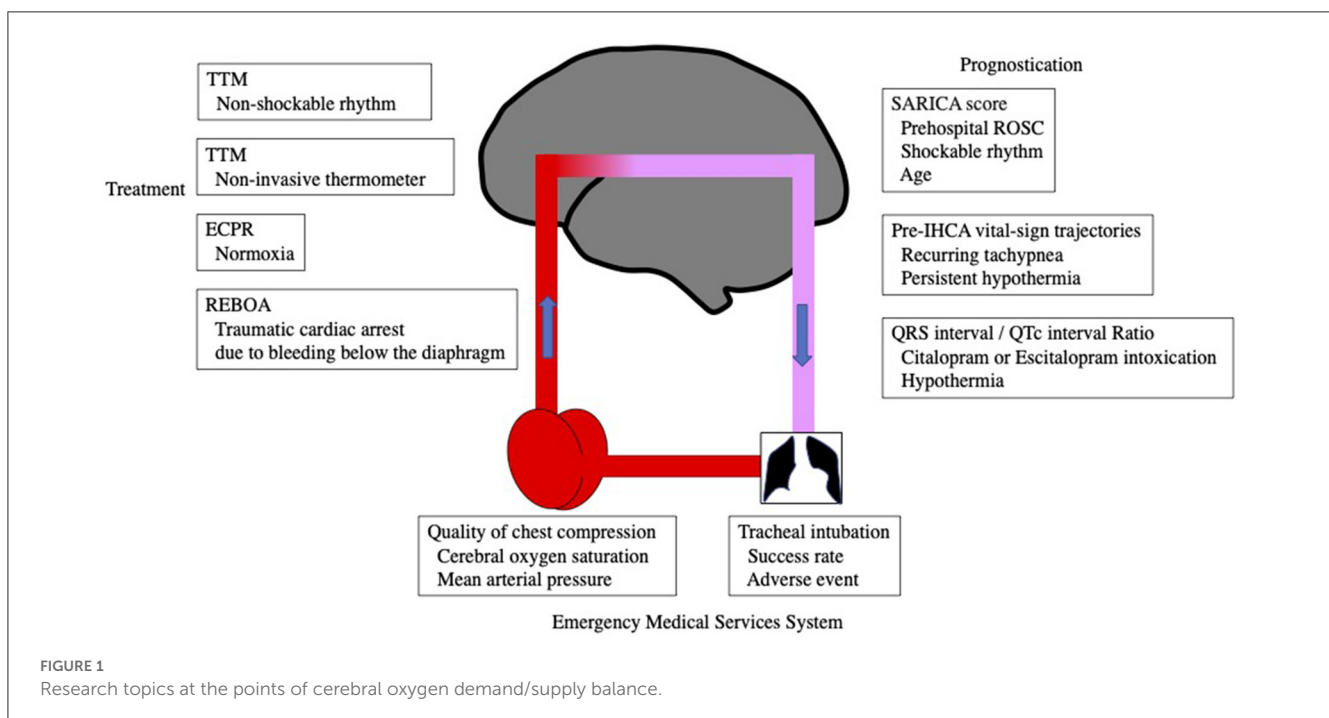 Treatment
TTM
Non-shockable rhythm
TTM
Non-invasive thermometer
ECPR
Normoxia
REBOA
Traumatic cardiac arrest
due to bleeding below the diaphragm
Prognostication
SARICA score
Prehospital ROSC
Shockable rhythm
Age
Pre-IHCA vital-sign trajectories
Recurring tachypnea
Persistent hypothermia
QRS interval / QTc interval Ratio
Citalopram or Escitalopram intoxication
Hypothermia
Quality of chest compression
Cerebral oxygen saturation
Mean arterial pressure
Tracheal intubation
Success rate
Adverse event
Emergency Medical Services System
FIGURE 1
Research topics at the points of cerebral oxygen demand/supply balance.